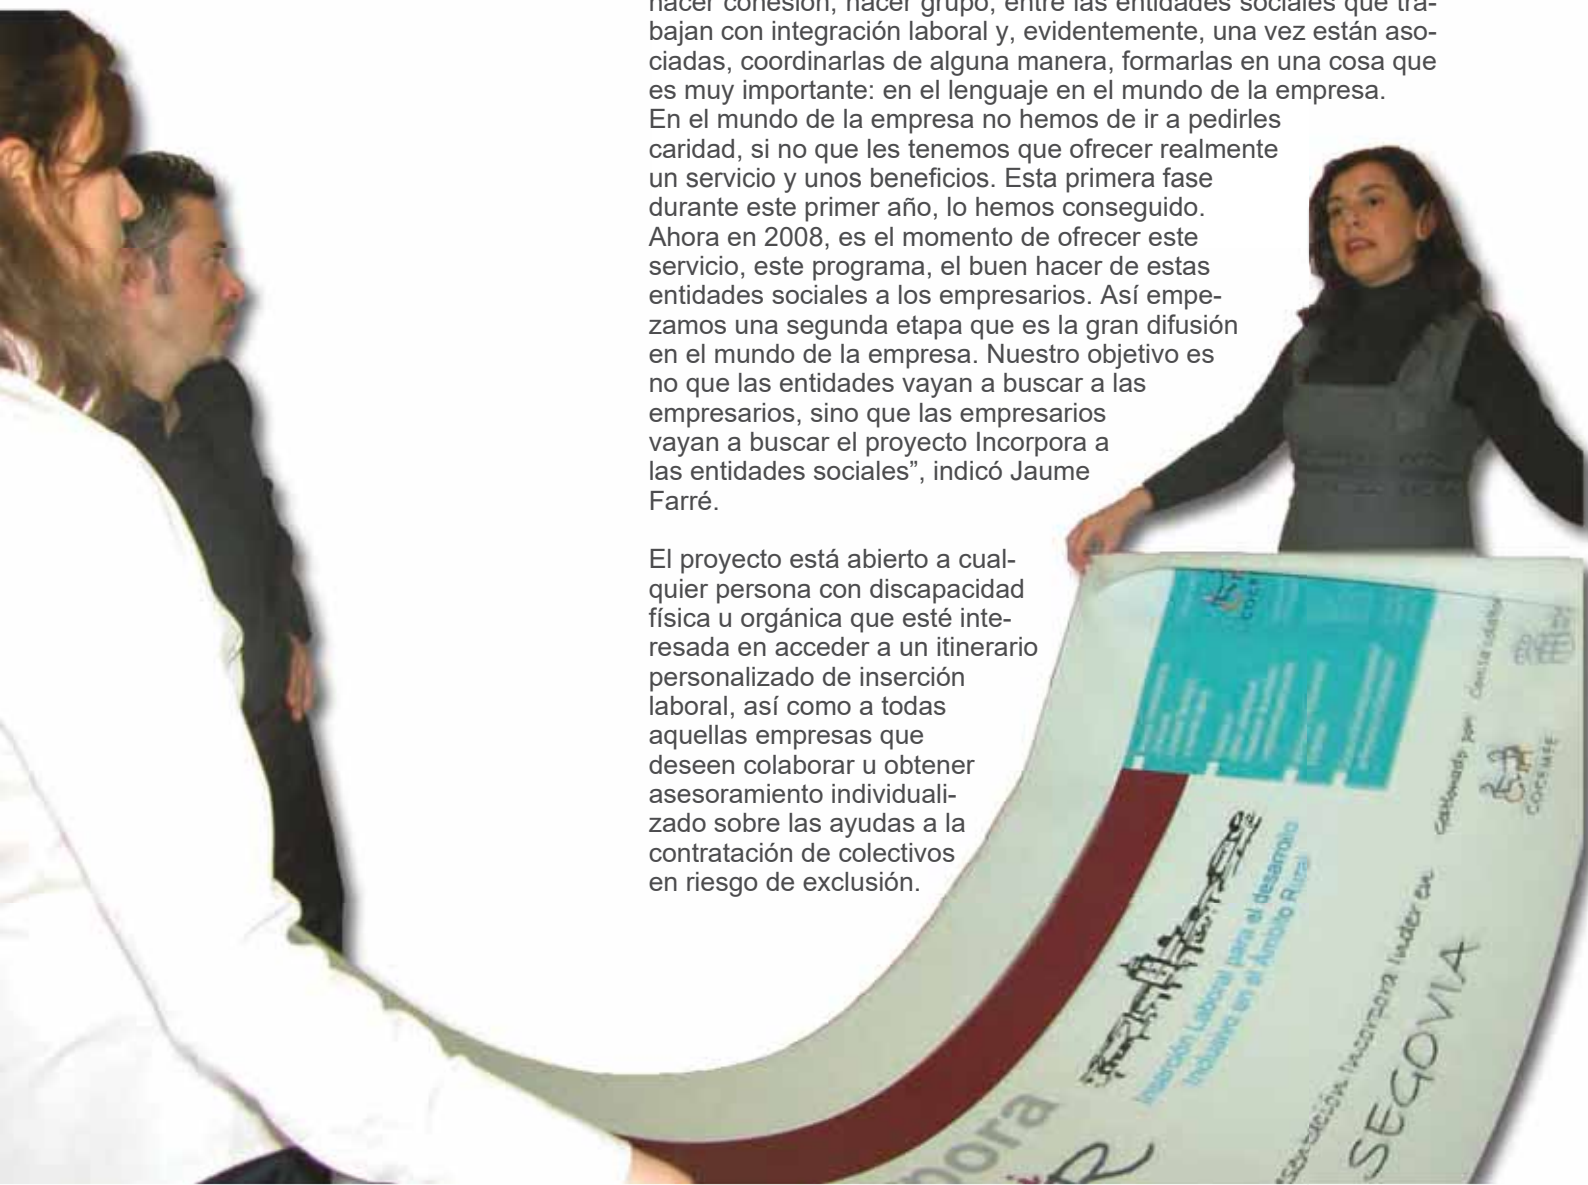 hacer cohesión, hacer grupo, entre las entidades sociales que tra-
bajan con integración laboral y, evidentemente, una vez están aso-
ciadas, coordinarlas de alguna manera, formarlas en una cosa que
es muy importante: en el lenguaje en el mundo de la empresa.
En el mundo de la empresa no hemos de ir a pedirles
caridad, si no que les tenemos que ofrecer realmente
un servicio y unos beneficios. Esta primera fase
durante este primer año, lo hemos conseguido.
Ahora en 2008, es el momento de ofrecer este
servicio, este programa, el buen hacer de estas
entidades sociales a los empresarios. Así empe-
zamos una segunda etapa que es la gran difusión
en el mundo de la empresa. Nuestro objetivo es
no que las entidades vayan a buscar a las
empresarios, sino que las empresarios
vayan a buscar el proyecto Incorpora a
las entidades sociales”, indicó Jaume
Farré.
El proyecto está abierto a cual-
quier persona con discapacidad
física u orgánica que esté inte-
resada en acceder a un itinerario
personalizado de inserción
laboral, así como a todas
aquellas empresas que
deseen colaborar u obtener
asesoramiento individuali-
zado sobre las ayudas a la
contratación de colectivos
en riesgo de exclusión.
COCEMFE
Gestionado por
COCEMFE
Inserción Laboral para el desarrollo
Inclusivo en el Ámbito Rural
pora
sentación Incorpora Inder en
SEGOVIA